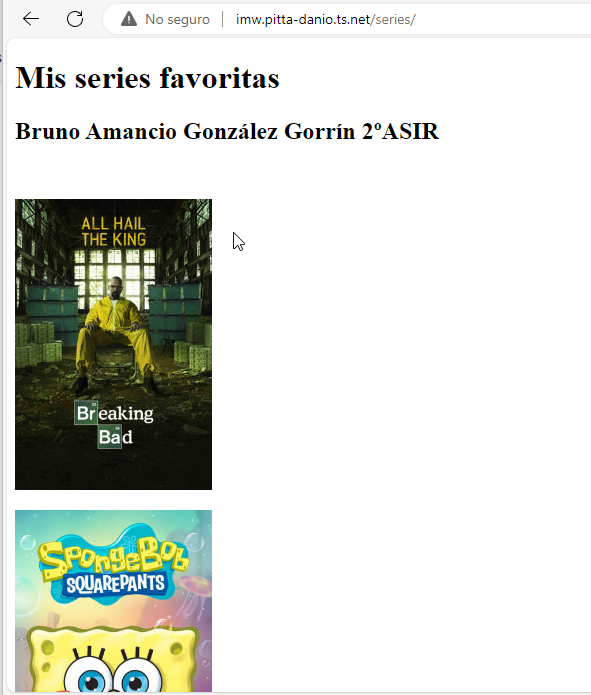 No seguro
imw.pitta-danio.ts.net/series/
Mis series favoritas
Bruno Amancio González Gorrín 2ºASIR
ALL HAIL
THE KING
Breaking
Bad
SPONGEBOB
SQUAREPANTS